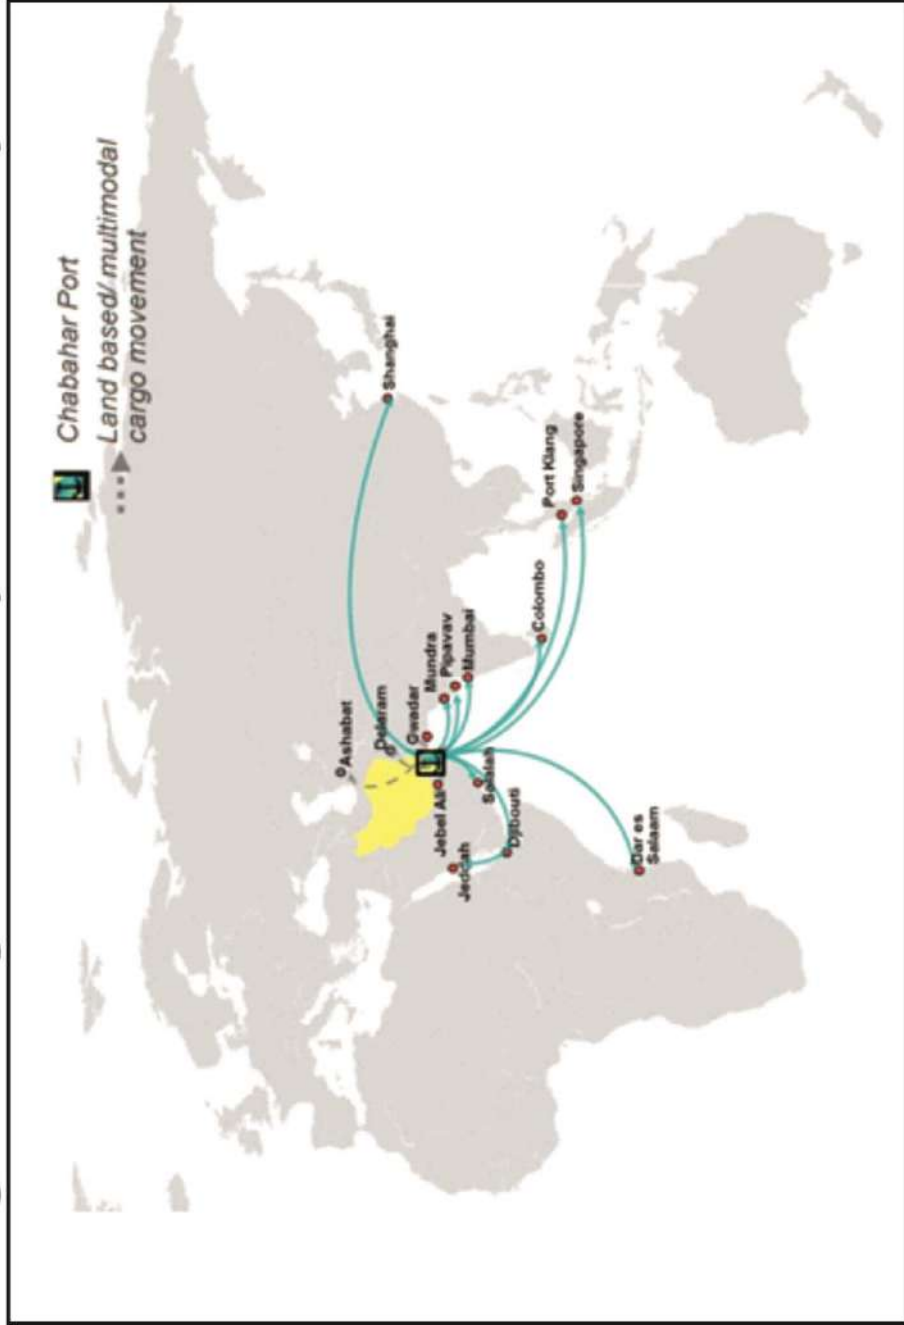 Chabahar Port
Land based/ multimodal
cargo movement
Shanghai
Ashabat
Delaram
Gwadar
Mundra
Pipavav
Mumbai
Port Klang
Singapore
Colombo
Jebel Ali
Salalah
Jeddah
Djibouti
Dar es
Salaam